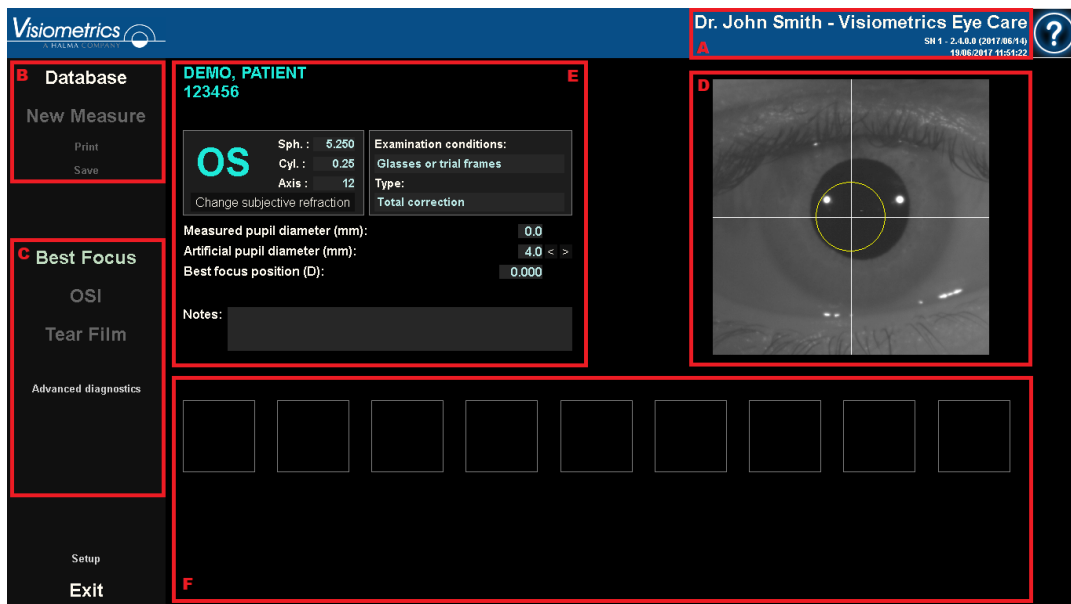 Visiometrics
A HALMA COMPANY
Dr. John Smith - Visiometrics Eye Care
SN 1 - 2.4.0.0 (2017/06/14)
19/06/2017 11:51:22
?
A
B
Database
New Measure
Print
Save
C
Best Focus
OSI
Tear Film
Advanced diagnostics
Setup
Exit
DEMO, PATIENT
123456
E
OS
Sph. : 5.250
Cyl. : 0.25
Axis : 12
Change subjective refraction
Examination conditions:
Glasses or trial frames
Type:
Total correction
Measured pupil diameter (mm): 0.0
Artificial pupil diameter (mm): 4.0 < >
Best focus position (D): 0.000
Notes:
D
F